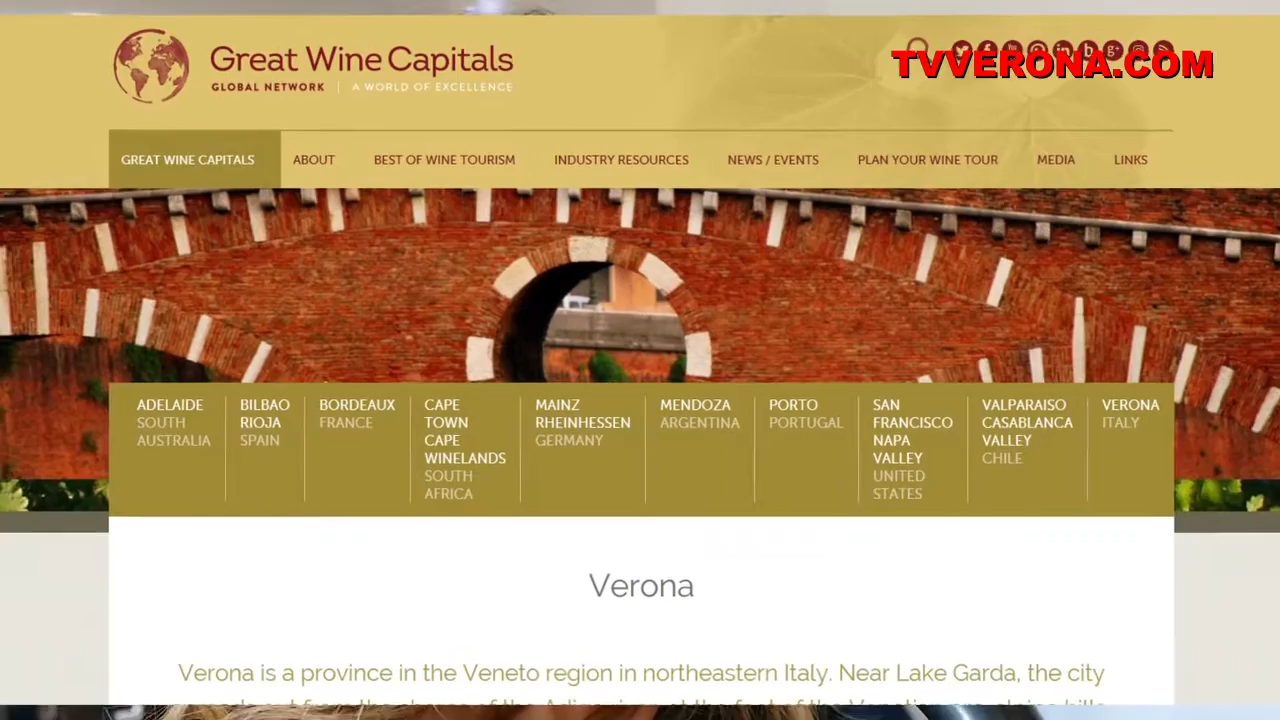 Great Wine Capitals
GLOBAL NETWORK | A WORLD OF EXCELLENCE
TVVERONA.COM
GREAT WINE CAPITALS
ABOUT
BEST OF WINE TOURISM
INDUSTRY RESOURCES
NEWS / EVENTS
PLAN YOUR WINE TOUR
MEDIA
LINKS
ADELAIDE
SOUTH
AUSTRALIA
BILBAO
RIOJA
SPAIN
BORDEAUX
FRANCE
CAPE
TOWN
CAPE
WINELANDS
SOUTH
AFRICA
MAINZ
RHEINHESSEN
GERMANY
MENDOZA
ARGENTINA
PORTO
PORTUGAL
SAN
FRANCISCO
NAPA
VALLEY
UNITED
STATES
VALPARAISO
CASABLANCA
VALLEY
CHILE
VERONA
ITALY
Verona
Verona is a province in the Veneto region in northeastern Italy. Near Lake Garda, the city